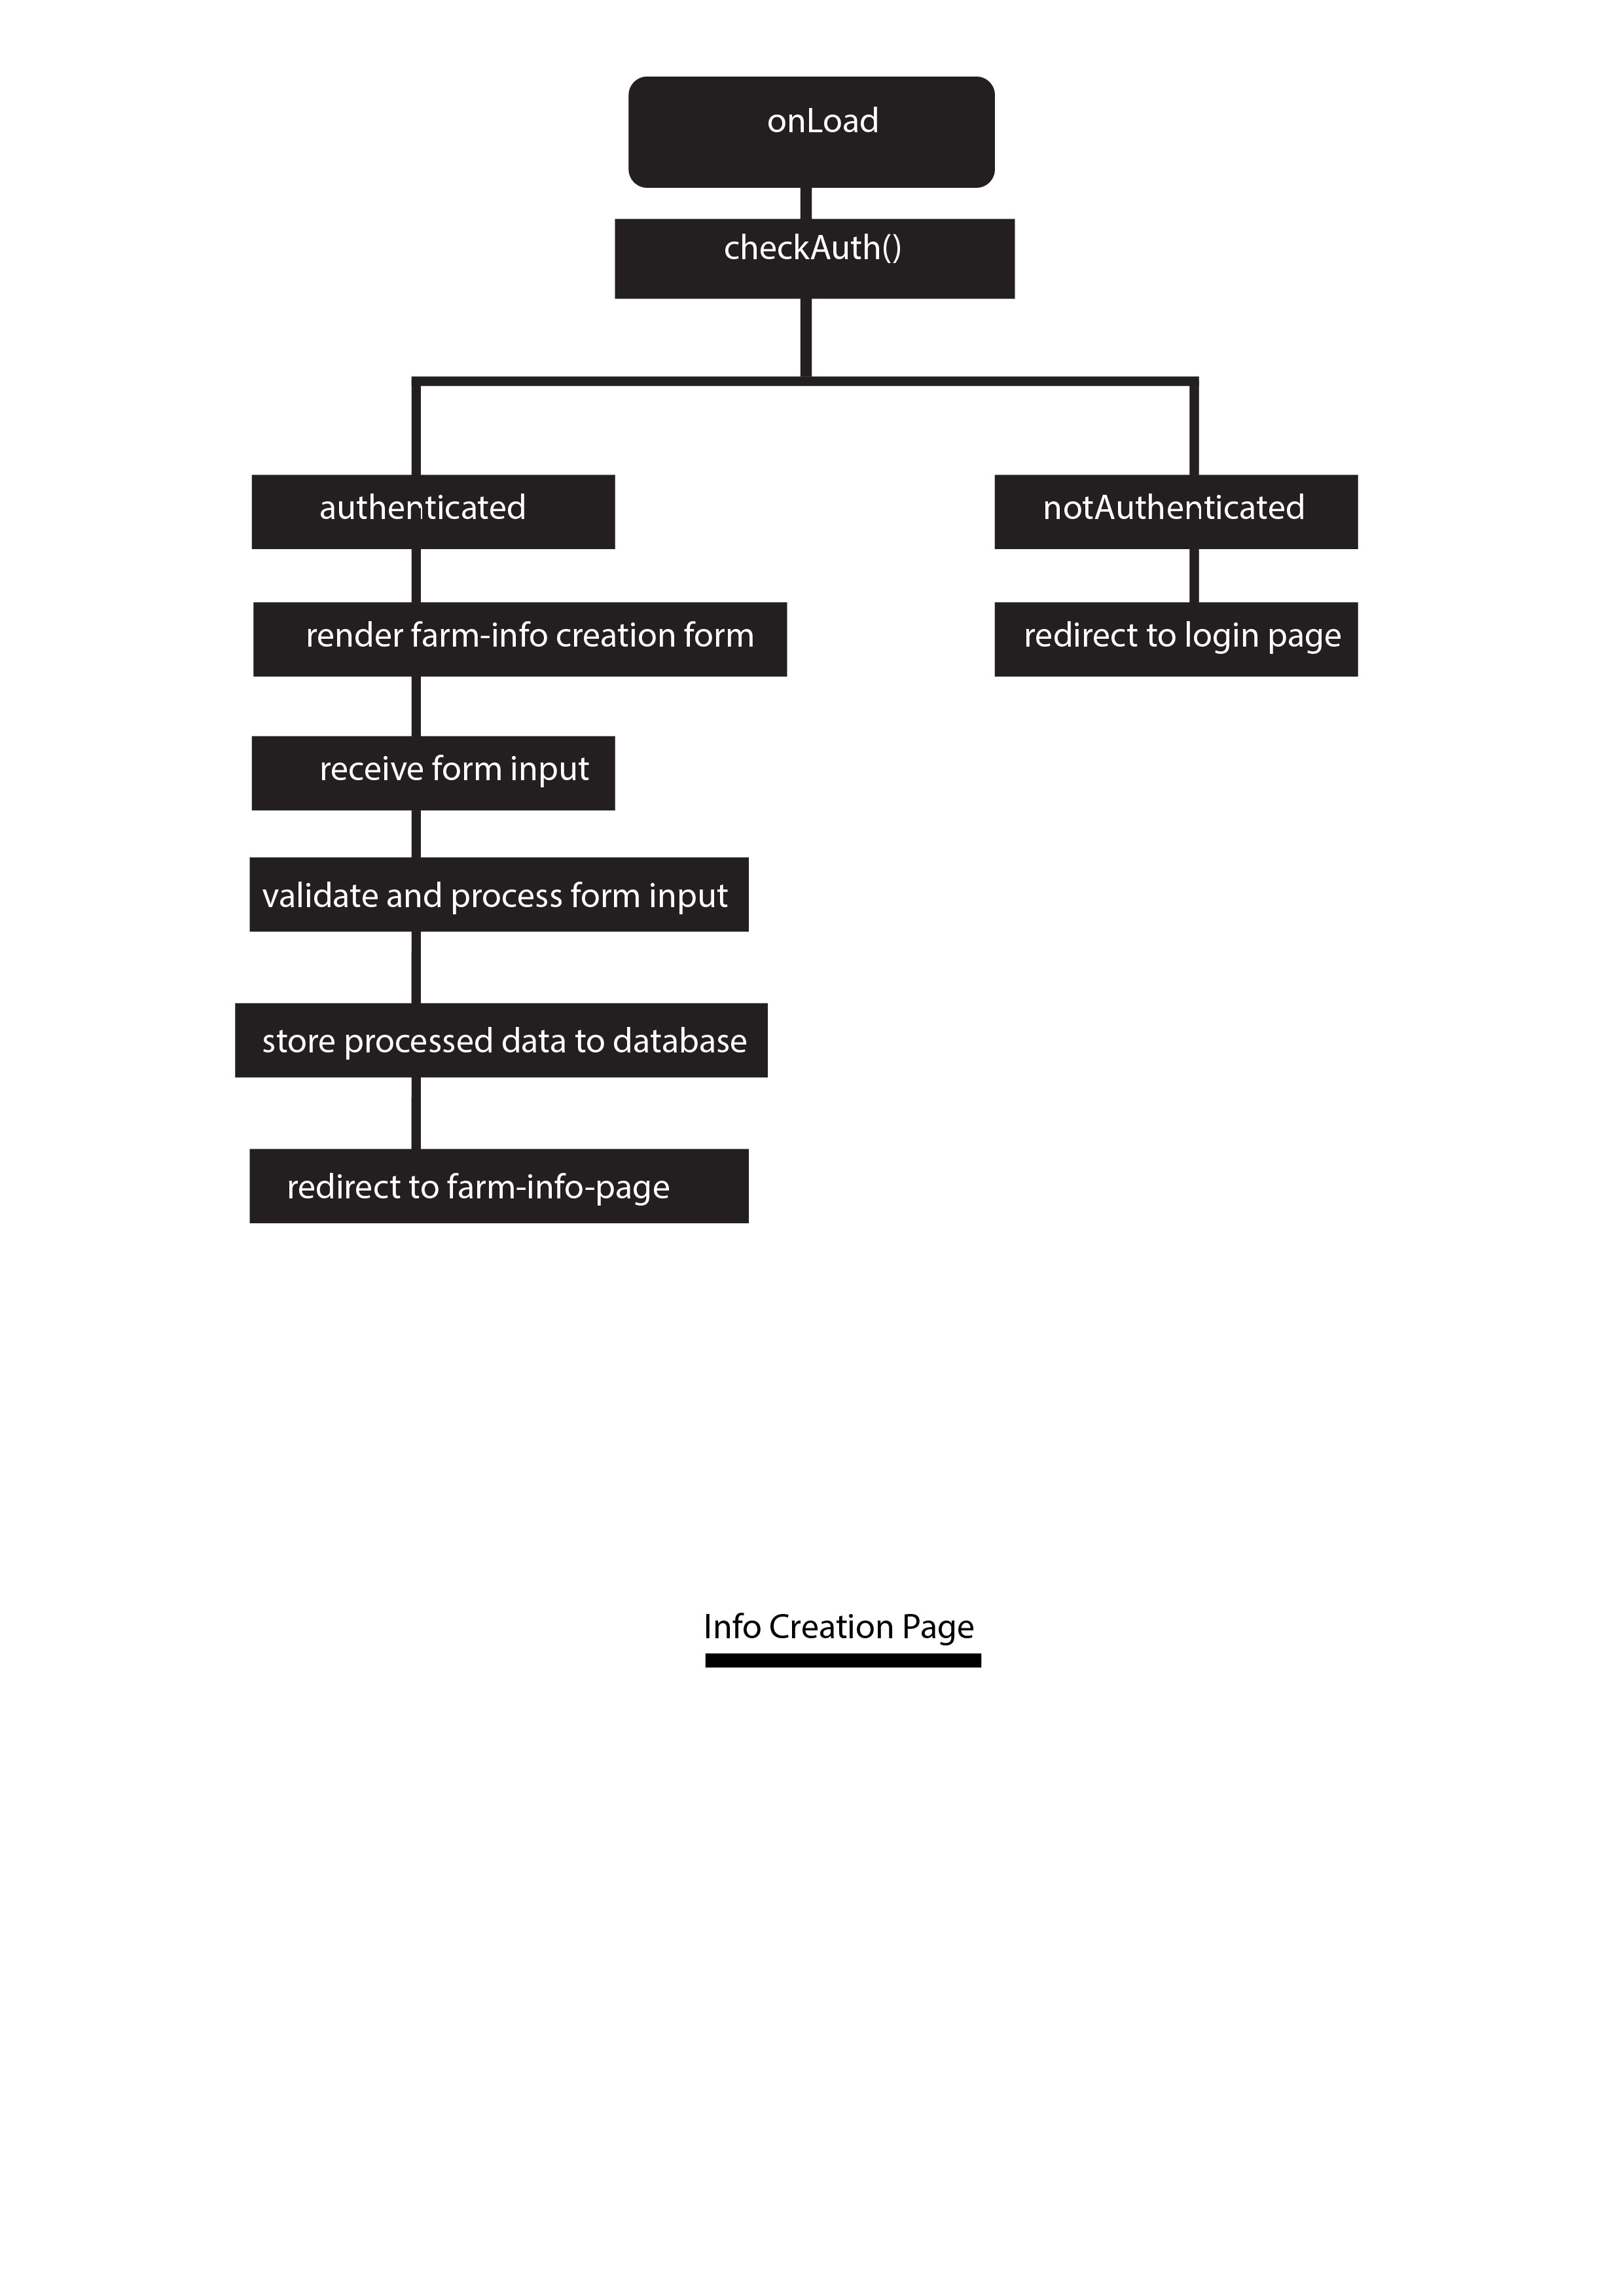 onLoad
checkAuth()
authenticated
notAuthenticated
render farm-info creation form
redirect to login page
receive form input
validate and process form input
store processed data to database
redirect to farm-info-page
Info Creation Page